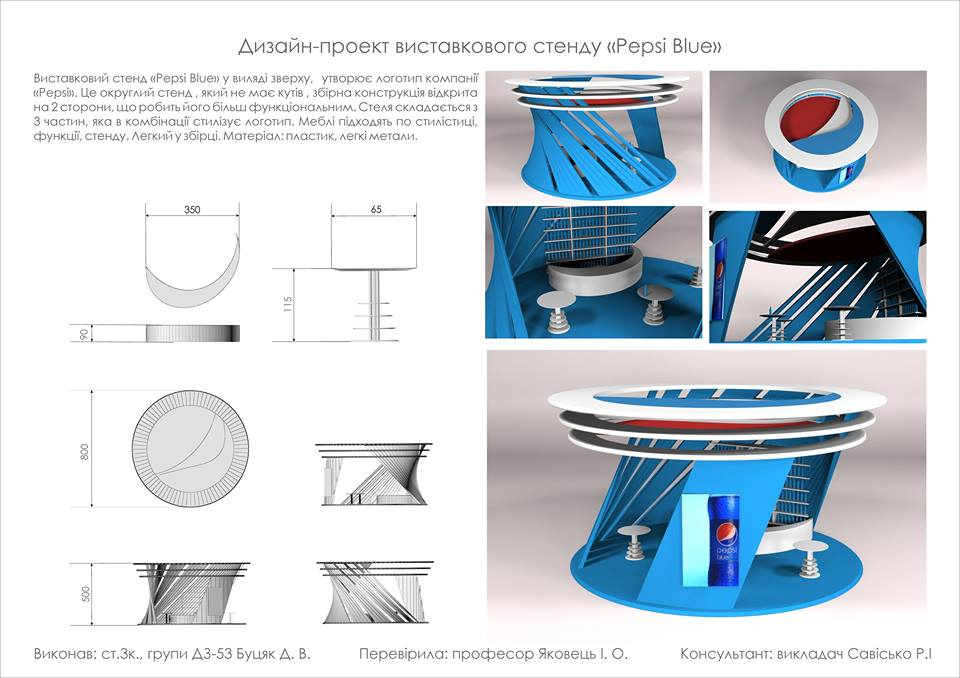 Дизайн-проект виставкового стенду «Pepsi Blue»
Виставковий стенд «Pepsi Blue» у виляді зверху, утворює логотип компанії
«Pepsi». Це округлий стенд , який не має кутів , збірна конструкція відкрита
на 2 сторони, що робить його більш функціональним. Стеля складається з
3 частин, яка в комбінації стилізує логотип. Меблі підходять по стилістиці,
функції, стенду. Легкий у збірці. Матеріал: пластик, легкі метали.
350
65
115
90
800
500
pepsi
blue
Виконав: ст.3к., групи ДЗ-53 Буцяк Д. В.
Перевірила: професор Яковець І. О.
Консультант: викладач Савісько Р.І